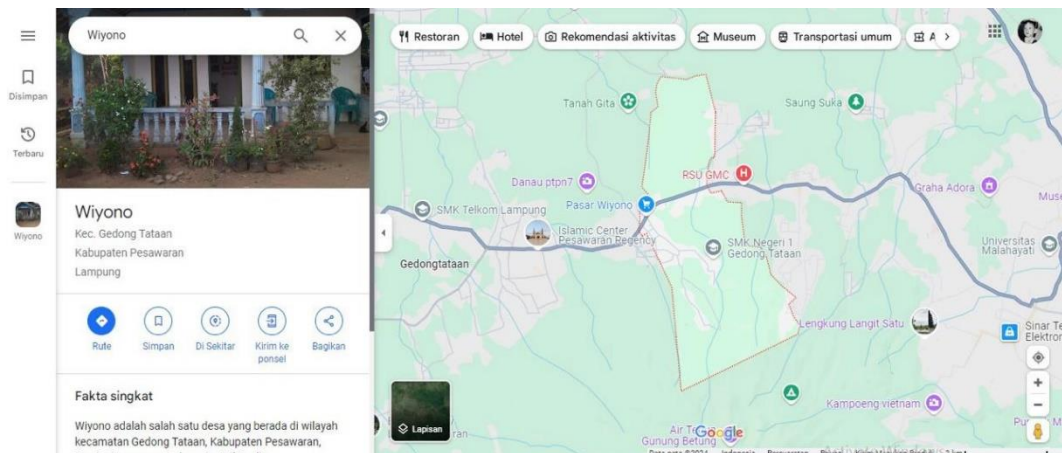 Wiyono
Disimpan
Terbaru
Wiyono
Wiyono
Kec. Gedong Tataan
Kabupaten Pesawaran
Lampung
Rute
Simpan
Di Sekitar
Kirim ke
ponsel
Bagikan
Fakta singkat
Wiyono adalah salah satu desa yang berada di wilayah
kecamatan Gedong Tataan, Kabupaten Pesawaran,
Restoran
Hotel
Rekomendasi aktivitas
Museum
Transportasi umum
A
Tanah Gita
Saung Suka
Danau ptpn7
RSU GMC
Graha Adora
Muse
SMK Telkom Lampung
Pasar Wiyono
Islamic Center
Pesawaran Regency
SMK Negeri 1
Gedong Tataan
Universitas
Malahayati
Gedongtataan
Lengkung Langit Satu
Sinar Te
Elektron
Kampoeng vietnam
Lapisan
Google
Gunung Betung